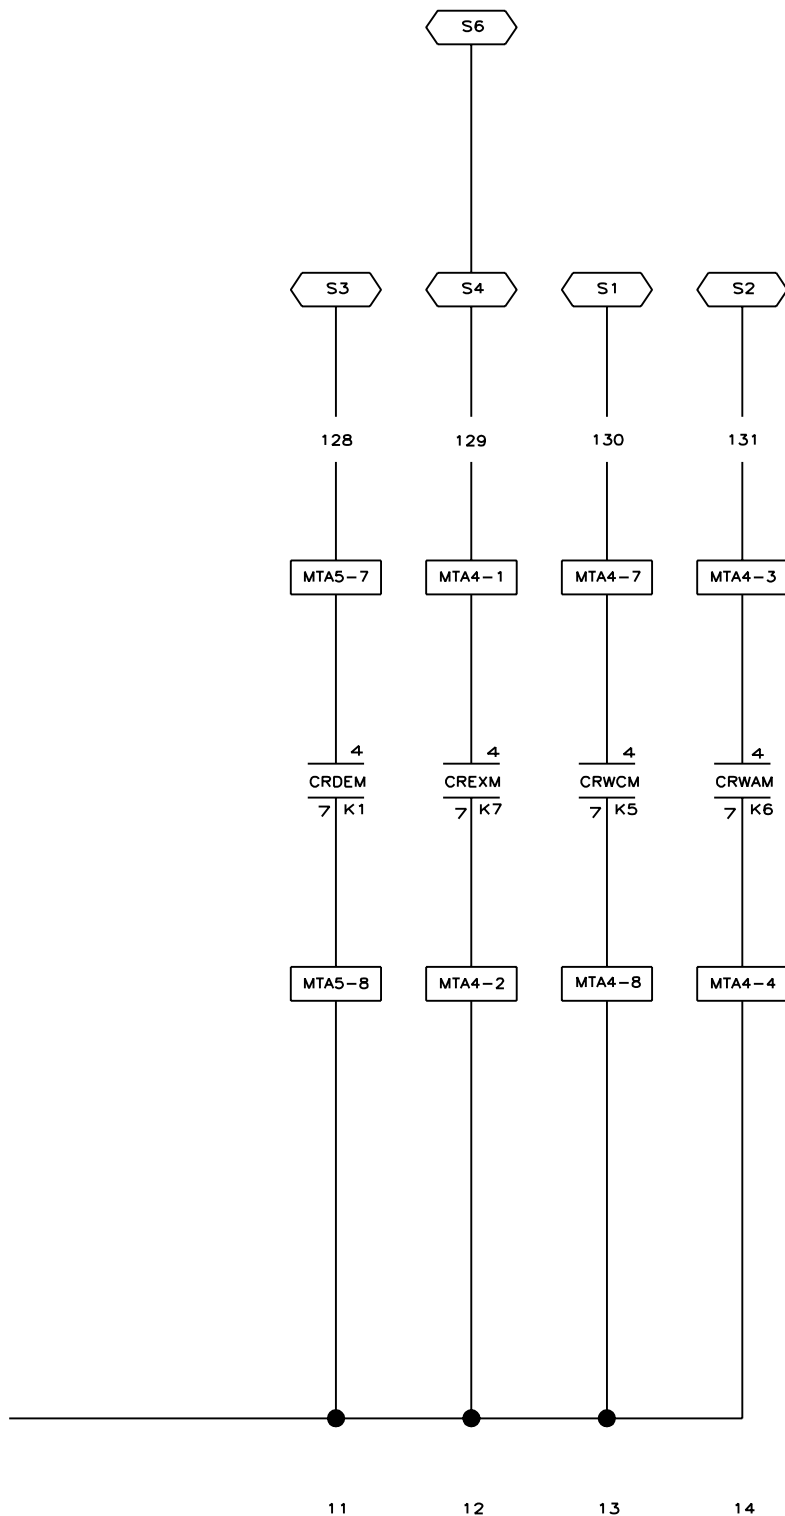 S6
S3 S4 S1 S2
128 129 130 131
MTA5-7 MTA4-1 MTA4-7 MTA4-3
4 4 4 4
CRDEM CREXM CRWCM CRWAM
7 K1 7 K7 7 K5 7 K6
MTA5-8 MTA4-2 MTA4-8 MTA4-4
11 12 13 14